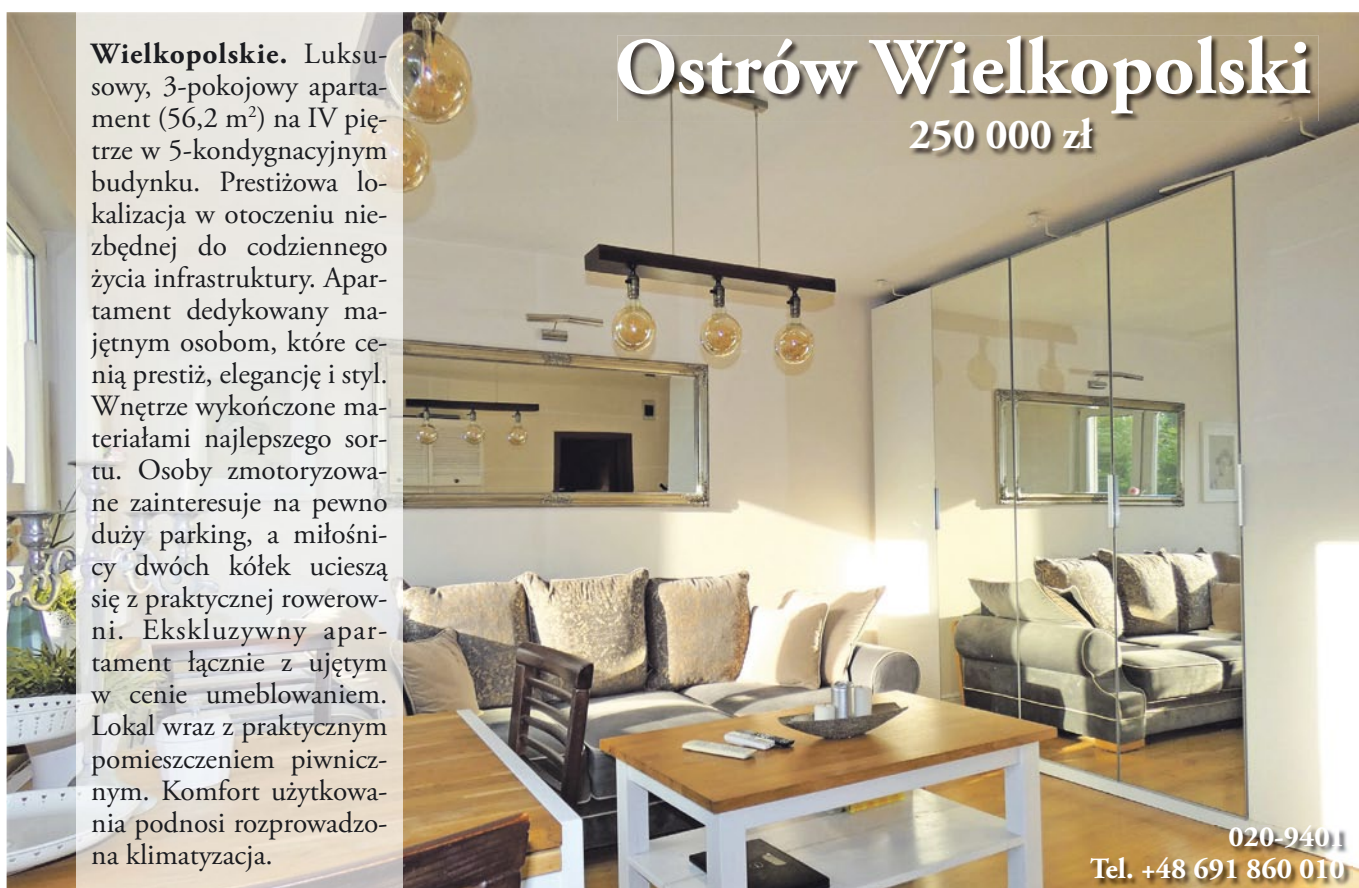 Wielkopolskie. Luksu-
sowy, 3-pokojowy aparta-
ment (56,2 m²) na IV pię-
trze w 5-kondygnacyjnym
budynku. Prestiżowa lo-
kalizacja w otoczeniu nie-
zbędnej do codziennego
życia infrastruktury. Apar-
tament dedykowany ma-
jętnym osobom, które ce-
nią prestiż, elegancję i styl.
Wnętrze wykończone ma-
teriałami najlepszego sor-
tu. Osoby zmotoryzowa-
ne zainteresuje na pewno
duży parking, a miłośni-
cy dwóch kółek ucieszą
się z praktycznej rowerow-
ni. Ekskluzywny apar-
tament łącznie z ujętym
w cenie umeblowaniem.
Lokal wraz z praktycznym
pomieszczeniem piwnicz-
nym. Komfort użytkowa-
nia podnosi rozprowadzo-
na klimatyzacja.
Ostrów Wielkopolski
250 000 zł
020-9401
Tel. +48 691 860 010